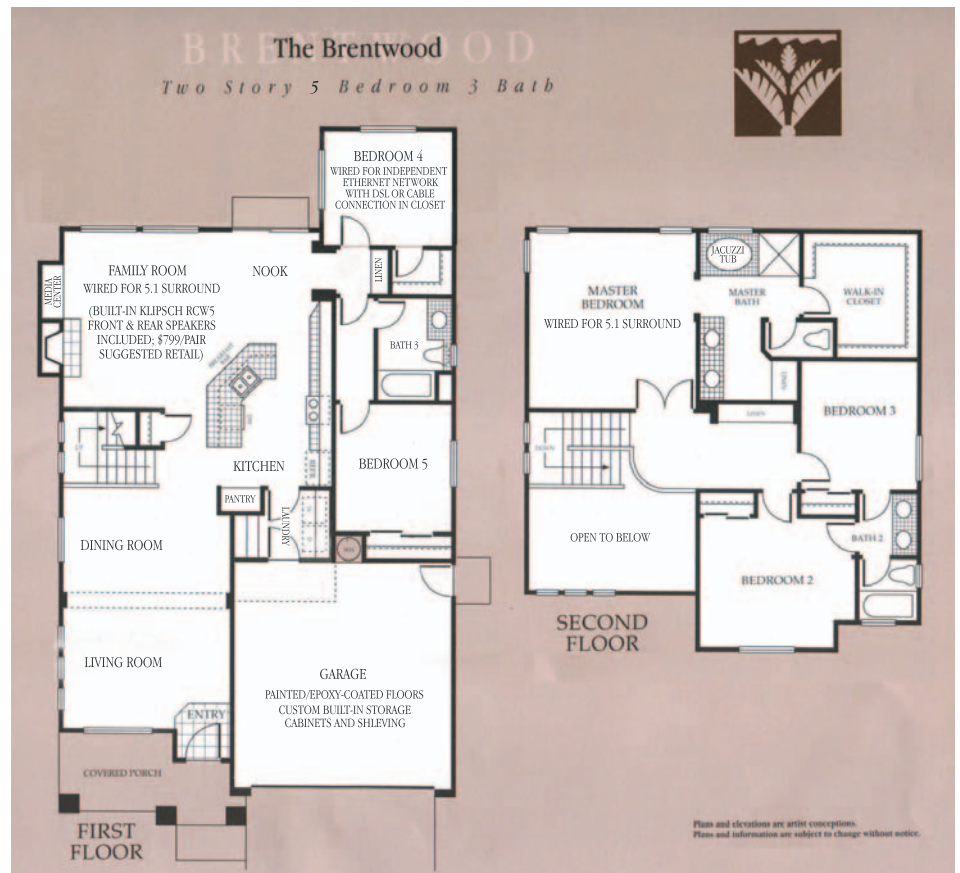 BRENTWOOD
The Brentwood
Two Story 5 Bedroom 3 Bath
BEDROOM 4
WIRED FOR INDEPENDENT
ETHERNET NETWORK
WITH DSL OR CABLE
CONNECTION IN CLOSET
LINEN
FAMILY ROOM
WIRED FOR 5.1 SURROUND
(BUILT-IN KLIPSCH RCW5
FRONT & REAR SPEAKERS
INCLUDED; $799/PAIR
SUGGESTED RETAIL)
NOOK
MEDIA
CENTER
BATH 3
BREAKFAST
BAR
UP
KITCHEN
REFR.
BEDROOM 5
PANTRY
LAUNDRY
DINING ROOM
LIVING ROOM
GARAGE
PAINTED/EPOXY-COATED FLOORS
CUSTOM BUILT-IN STORAGE
CABINETS AND SHLEVING
ENTRY
COVERED PORCH
FIRST
FLOOR
MASTER
BEDROOM
WIRED FOR 5.1 SURROUND
JACUZZI
TUB
MASTER
BATH
WALK-IN
CLOSET
LINEN
LINEN
BEDROOM 3
DOWN
OPEN TO BELOW
BATH 2
BEDROOM 2
SECOND
FLOOR
Plans and elevations are artist conceptions.
Plans and information are subject to change without notice.